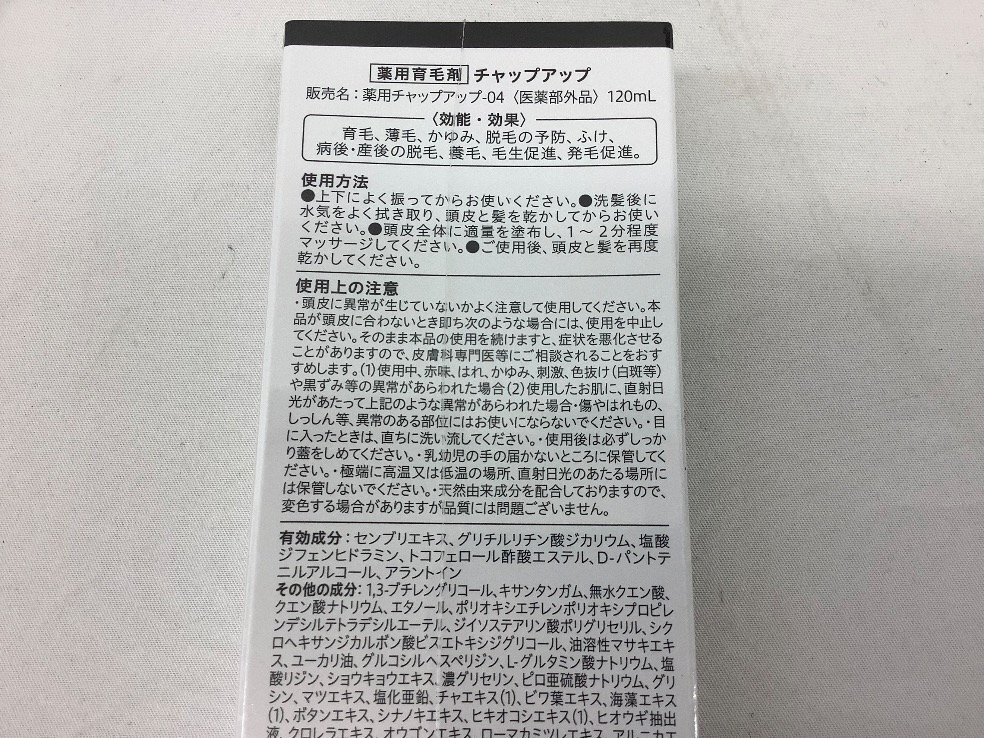 薬用育毛剤 チャップアップ
販売名：薬用チャップアップ-04〈医薬部外品〉120mL
〈効能・効果〉
育毛、薄毛、かゆみ、脱毛の予防、ふけ、
病後・産後の脱毛、養毛、毛生促進、発毛促進。
使用方法
●上下によく振ってからお使いください。●洗髪後に
水気をよく拭き取り、頭皮と髪を乾かしてからお使い
ください。●頭皮全体に適量を塗布し、1～2分程度
マッサージしてください。●ご使用後、頭皮と髪を再度
乾かしてください。
使用上の注意
・頭皮に異常が生じていないかよく注意して使用してください。本
品が頭皮に合わないとき即ち次のような場合には、使用を中止し
てください。そのまま本品の使用を続けますと、症状を悪化させる
ことがありますので、皮膚科専門医等にご相談されることをおす
すめします。(1)使用中、赤味、はれ、かゆみ、刺激、色抜け(白斑等)
や黒ずみ等の異常があらわれた場合(2)使用したお肌に、直射日
光があたって上記のような異常があらわれた場合・傷やはれもの、
しっしん等、異常のある部位にはお使いにならないでください。・目
に入ったときは、直ちに洗い流してください。・使用後は必ずしっか
り蓋をしめてください。・乳幼児の手の届かないところに保管してく
ださい。・極端に高温又は低温の場所、直射日光のあたる場所に
は保管しないでください。・天然由来成分を配合しておりますので、
変色する場合がありますが品質には問題ございません。
有効成分：センブリエキス、グリチルリチン酸ジカリウム、塩酸
ジフェンヒドラミン、トコフェロール酢酸エステル、D-パントテ
ニルアルコール、アラントイン
その他の成分：1,3-ブチレングリコール、キサンタンガム、無水クエン酸、
クエン酸ナトリウム、エタノール、ポリオキシエチレンポリオキシプロピレ
ンデシルテトラデシルエーテル、ジイソステアリン酸ポリグリセリル、シク
ロヘキサンジカルボン酸ビスエトキシジグリコール、油溶性マサキエキ
ス、ユーカリ油、グルコシルヘスペリジン、L-グルタミン酸ナトリウム、塩
酸リジン、ショウキョウエキス、濃グリセリン、ピロ亜硫酸ナトリウム、グリ
シン、マツエキス、塩化亜鉛、チャエキス(1)、ビワ葉エキス、海藻エキス
(1)、ボタンエキス、シナノキエキス、ヒキオコシエキス(1)、ヒオウギ抽出
液、クロレラエキス、オウゴンエキス、ローマカミツレエキス、アルニカエ